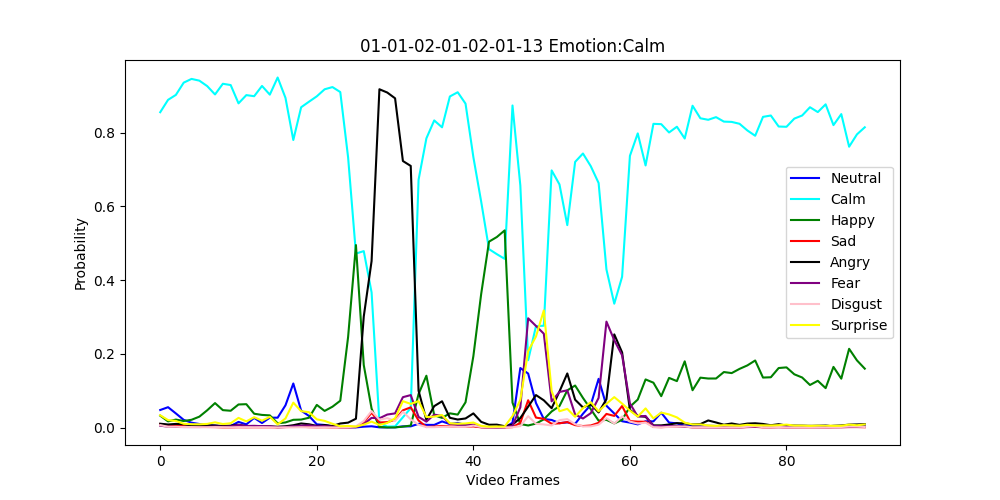 01-01-02-01-02-01-13 Emotion:Calm
Probability
0.8
0.6
0.4
0.2
0.0
Neutral
Calm
Happy
Sad
Angry
Fear
Disgust
Surprise
0 20 40 60 80
Video Frames